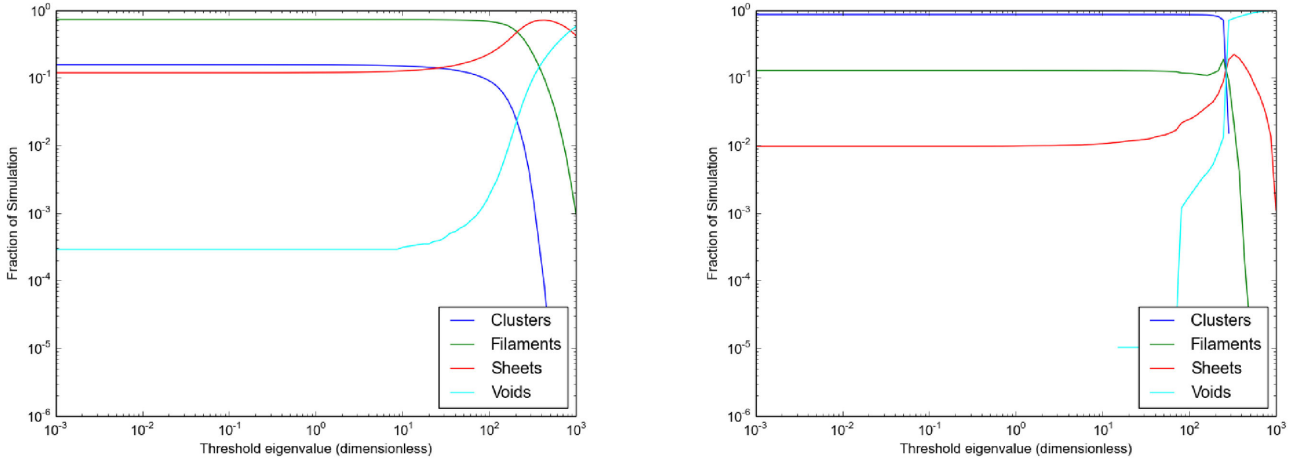 10^0
10^-1
10^-2
10^-3
10^-4
10^-5
10^-6
Fraction of Simulation
10^-3 10^-2 10^-1 10^0 10^1 10^2 10^3
Threshold eigenvalue (dimensionless)
Clusters
Filaments
Sheets
Voids
10^0
10^-1
10^-2
10^-3
10^-4
10^-5
10^-6
Fraction of Simulation
10^-3 10^-2 10^-1 10^0 10^1 10^2 10^3
Threshold eigenvalue (dimensionless)
Clusters
Filaments
Sheets
Voids